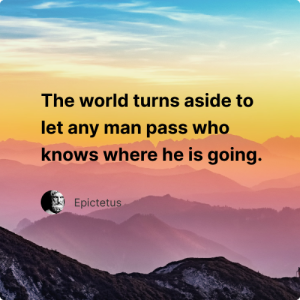 The world turns aside to
let any man pass who
knows where he is going.
Epictetus